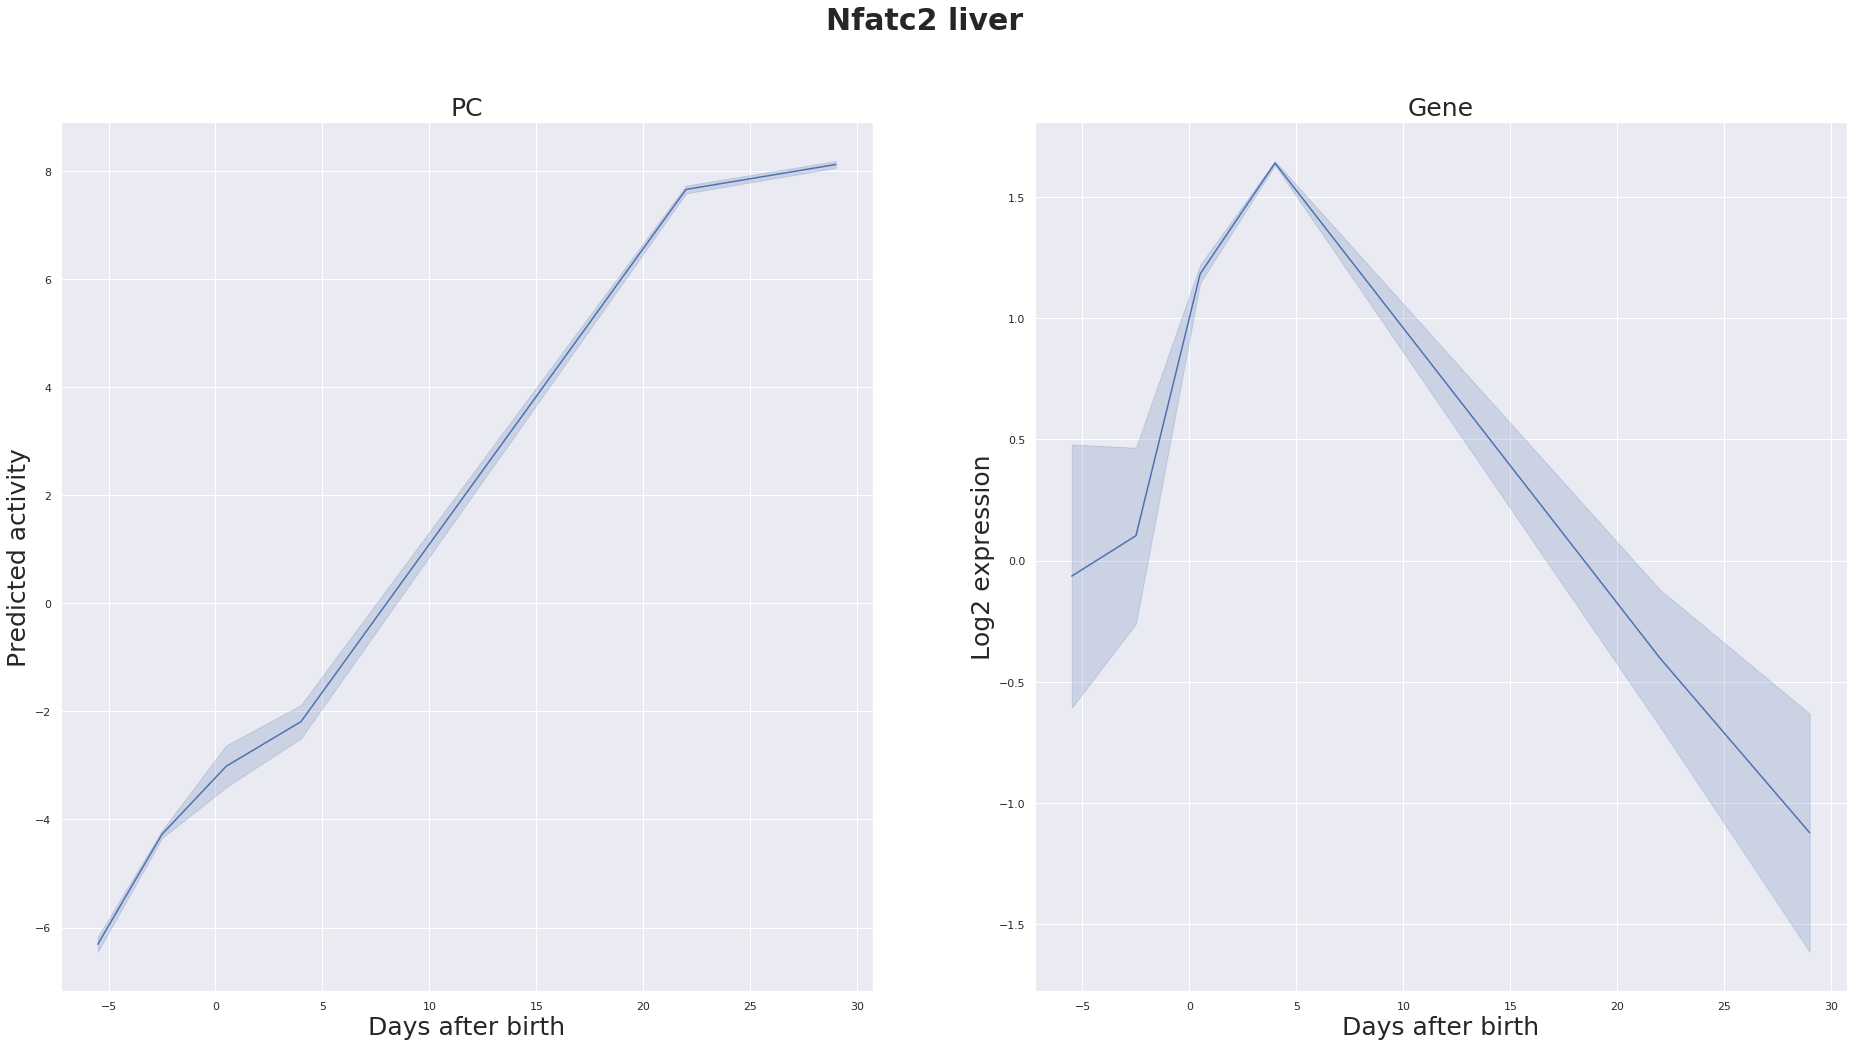 Nfatc2 liver
PC
Predicted activity
8
6
4
2
0
−2
−4
−6
−5 0 5 10 15 20 25 30
Days after birth
Gene
Log2 expression
1.5
1.0
0.5
0.0
−0.5
−1.0
−1.5
−5 0 5 10 15 20 25 30
Days after birth